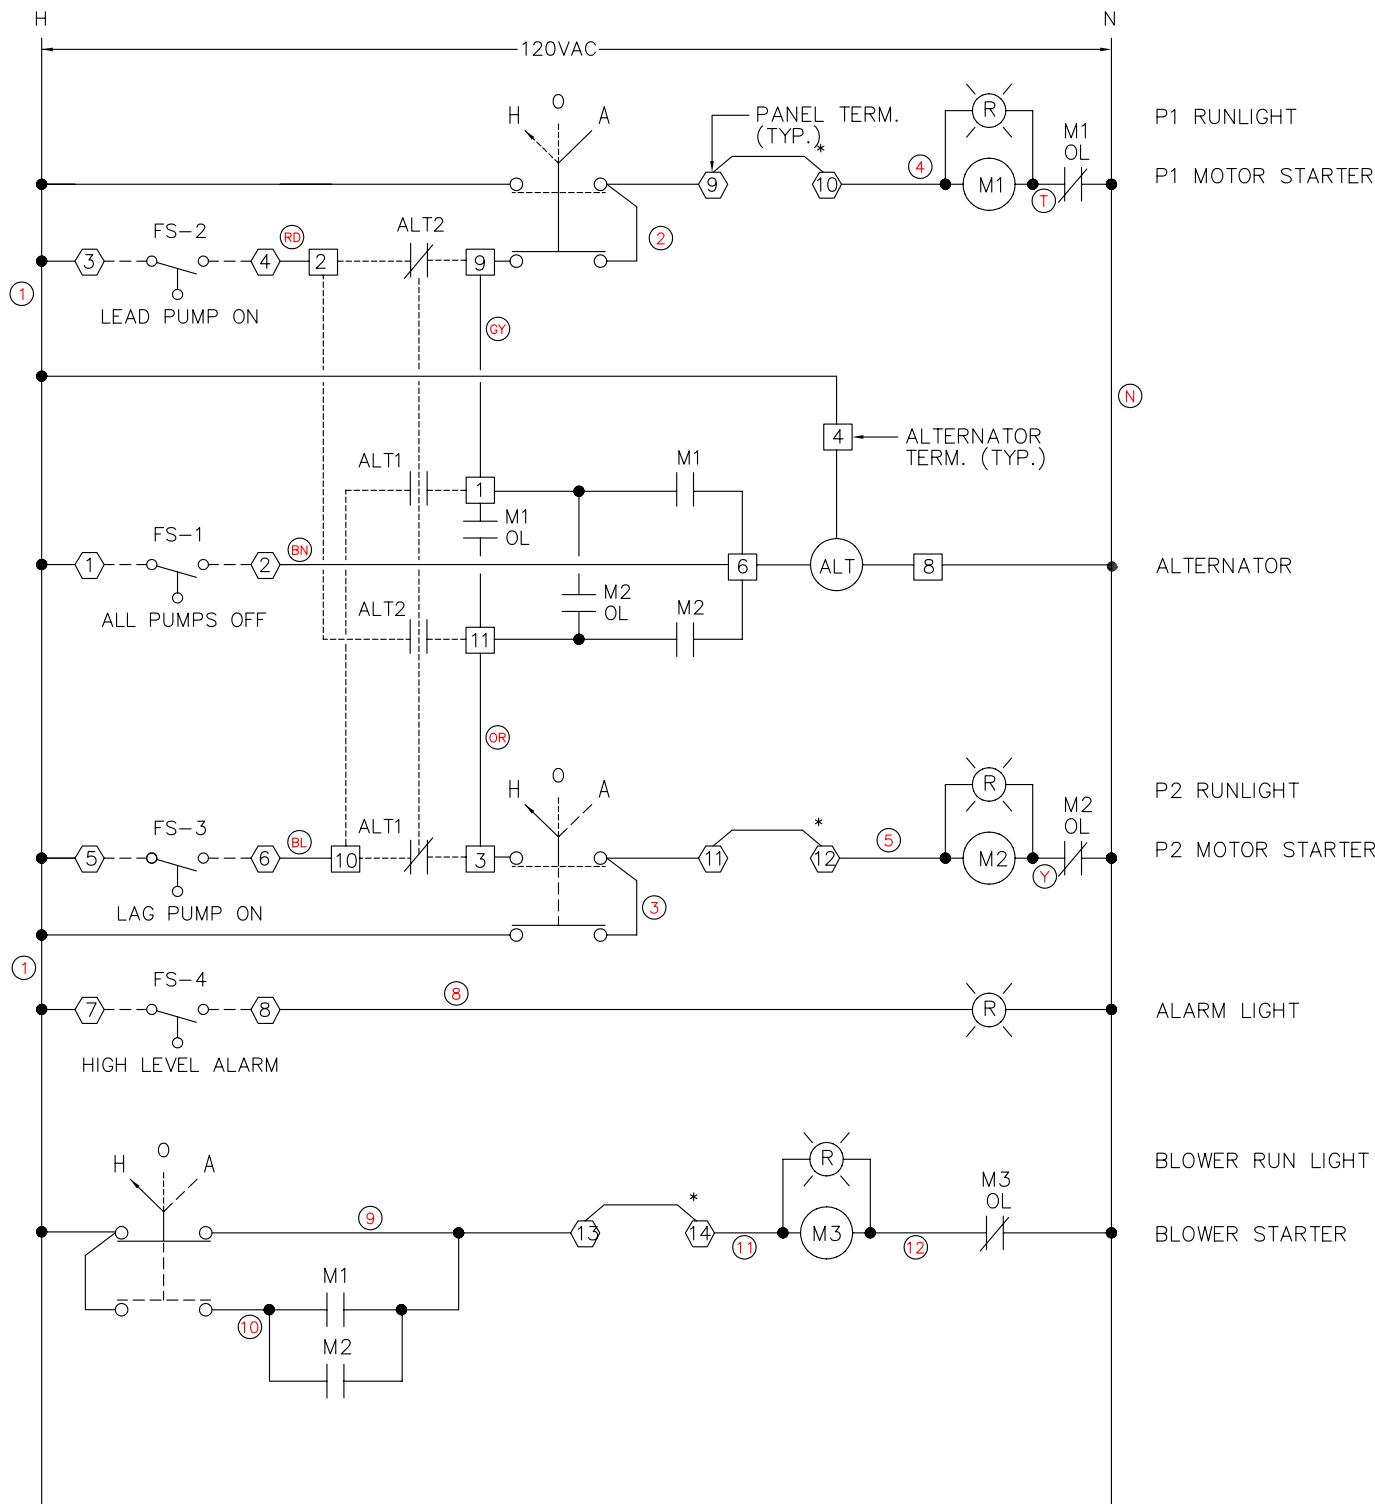 H
N
120VAC
H O A
PANEL TERM.
(TYP.)
*
R
P1 RUNLIGHT
M1
OL
9
10
4
M1
T
P1 MOTOR STARTER
FS-2
RD
ALT2
2
3
4
2
9
LEAD PUMP ON
1
GY
N
4
ALTERNATOR
TERM. (TYP.)
ALT1
M1
1
M1
OL
FS-1
BN
1
2
6
ALT
8
ALTERNATOR
ALL PUMPS OFF
ALT2
M2
OL
M2
11
OR
H O A
R
P2 RUNLIGHT
M2
OL
FS-3
BL
ALT1
*
5
5
6
10
3
11
12
M2
Y
P2 MOTOR STARTER
LAG PUMP ON
3
1
FS-4
8
7
8
R
ALARM LIGHT
HIGH LEVEL ALARM
H O A
R
BLOWER RUN LIGHT
M3
OL
*
9
13
14
11
M3
12
BLOWER STARTER
M1
10
M2